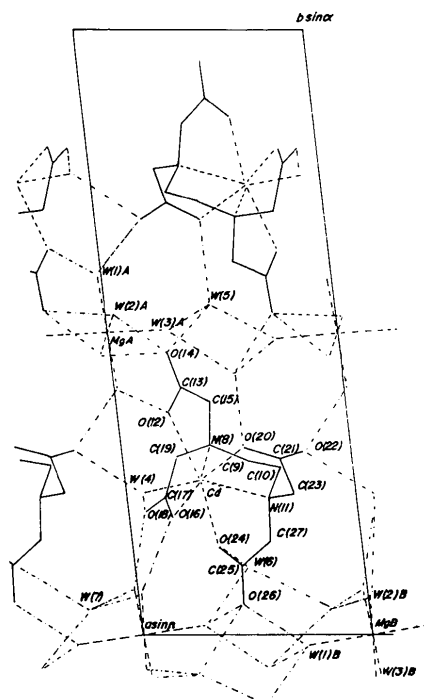 b sinα
W(1)A
W(2)A
W(5)
W(3)A
MgA
O(14)
C(13)
C(15)
O(12)
N(8)
O(20)
C(21)
O(22)
C(19)
C(9)
C(10)
W(4)
C(17)
Cd
C(23)
N(11)
O(18)
O(16)
O(24)
C(27)
C(25)
W(6)
W(7)
O(26)
W(2)B
MgB
W(1)B
W(3)B